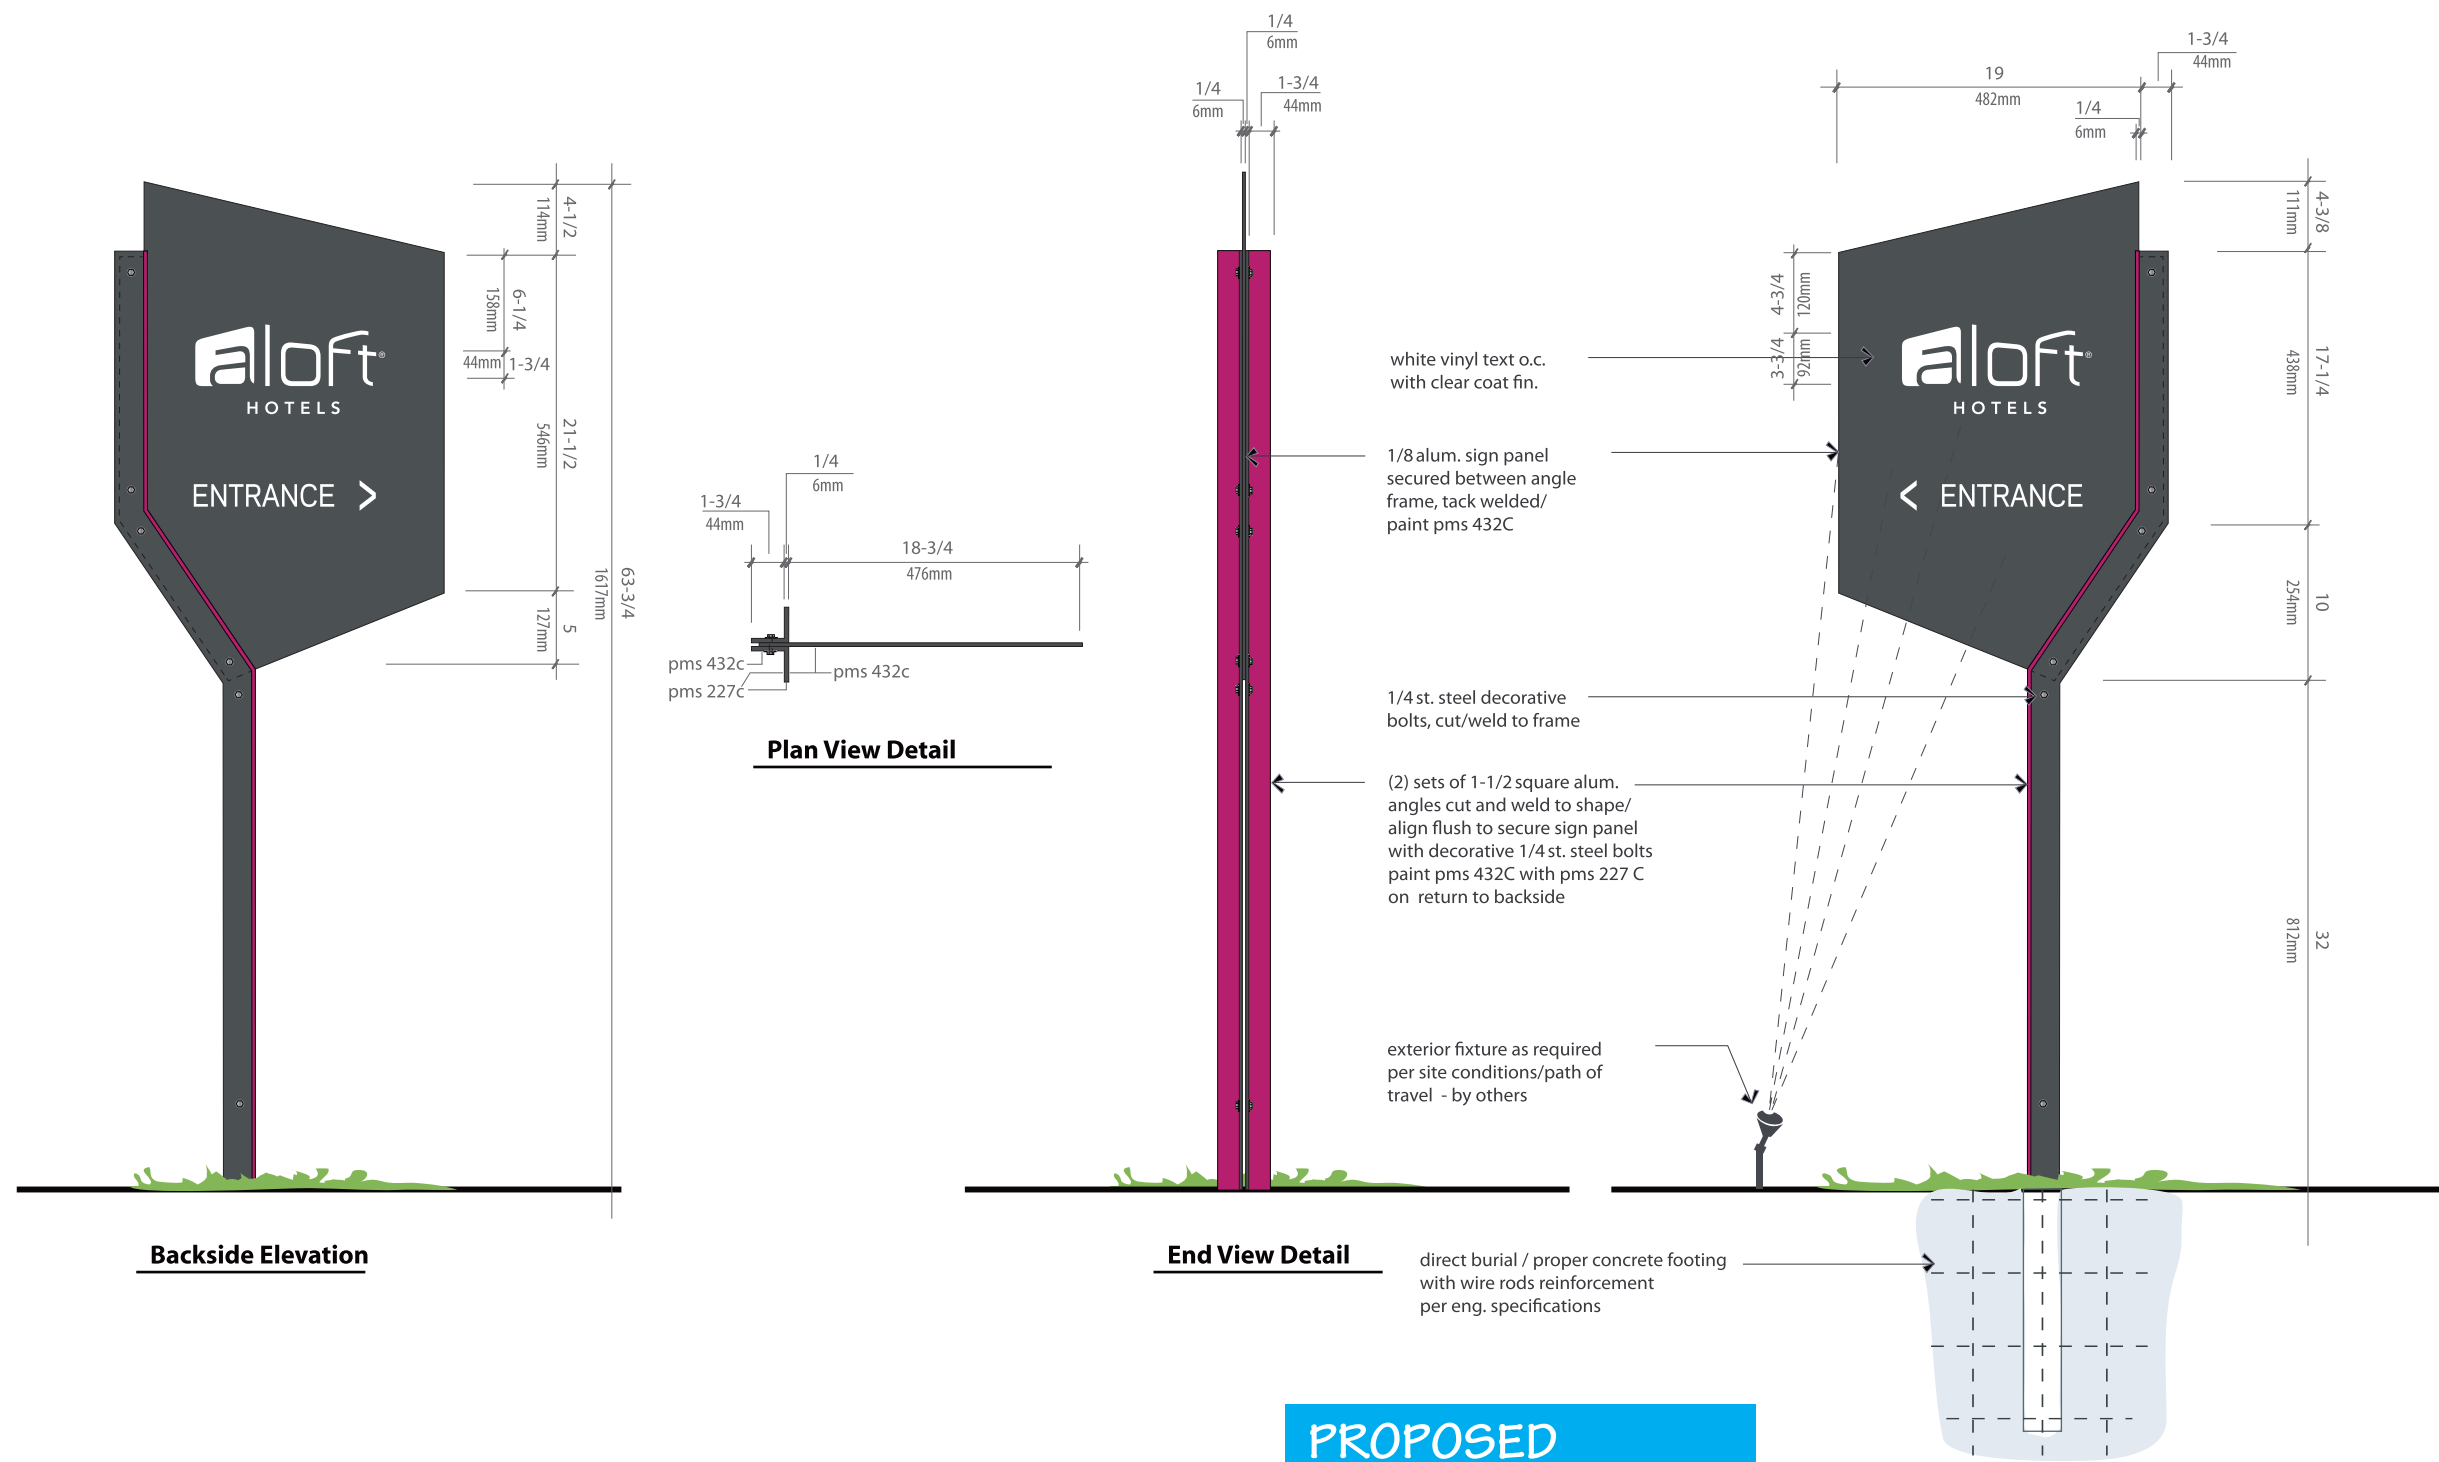 4-1/2
114mm
6-1/4
158mm
1-3/4
44mm
21-1/2
546mm
5
127mm
63-3/4
1617mm
aloft®
HOTELS
ENTRANCE >
Backside Elevation
1/4
6mm
1-3/4
44mm
18-3/4
476mm
pms 432c
pms 432c
pms 227c
Plan View Detail
1/4
6mm
1/4
6mm
1-3/4
44mm
End View Detail
white vinyl text o.c.
with clear coat fin.
1/8 alum. sign panel
secured between angle
frame, tack welded/
paint pms 432C
1/4 st. steel decorative
bolts, cut/weld to frame
(2) sets of 1-1/2 square alum.
angles cut and weld to shape/
align flush to secure sign panel
with decorative 1/4 st. steel bolts
paint pms 432C with pms 227 C
on return to backside
exterior fixture as required
per site conditions/path of
travel - by others
direct burial / proper concrete footing
with wire rods reinforcement
per eng. specifications
1-3/4
44mm
19
482mm
1/4
6mm
4-3/8
111mm
4-3/4
120mm
3-3/4
92mm
17-1/4
438mm
10
254mm
32
812mm
aloft®
HOTELS
< ENTRANCE
PROPOSED